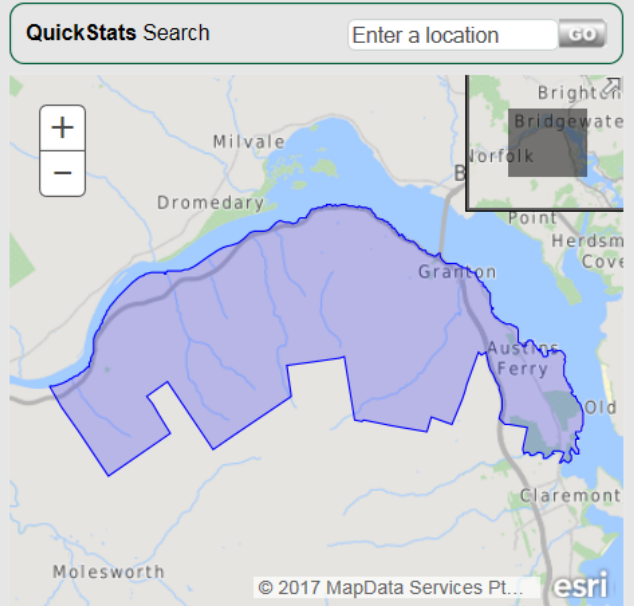 QuickStats Search
Enter a location
GO
+
−
Milvale
Dromedary
Brighton
Bridgewate
Norfolk
B
Point
Herdsm
Cove
Granton
Austins
Ferry
Old
Claremont
Molesworth
© 2017 MapData Services Pt...
esri